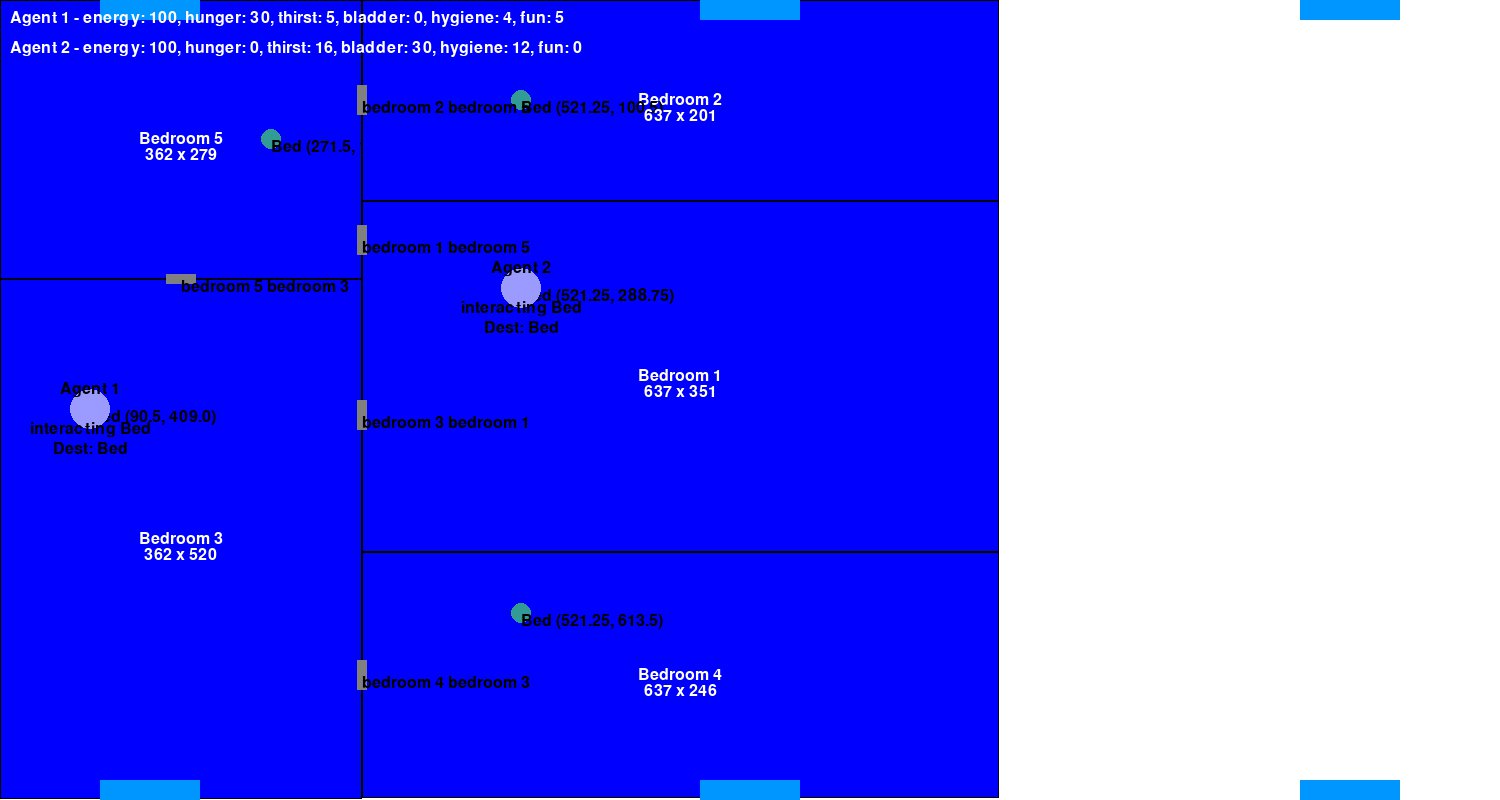 Agent 1 - energy: 100, hunger: 30, thirst: 5, bladder: 0, hygiene: 4, fun: 5
Agent 2 - energy: 100, hunger: 0, thirst: 16, bladder: 30, hygiene: 12, fun: 0
bedroom 2 bedroom
Bed (521.25,
Bedroom 2
637 x 201
Bedroom 5
362 x 279
Bed (271.5,
bedroom 1 bedroom 5
Agent 2
(521.25, 288.75)
interacting Bed
Dest: Bed
bedroom 5 bedroom 3
Bedroom 1
637 x 351
Agent 1
(90.5, 409.0)
interacting Bed
Dest: Bed
bedroom 3 bedroom 1
Bedroom 3
362 x 520
Bed (521.25, 613.5)
Bedroom 4
637 x 246
bedroom 4 bedroom 3